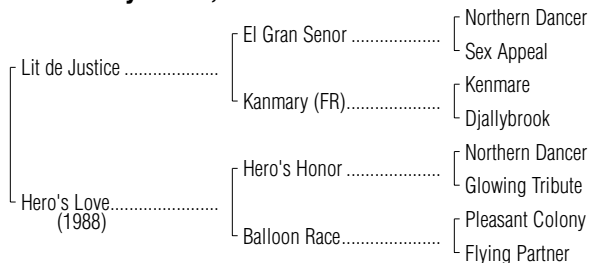 Northern Dancer
El Gran Senor ...................
Sex Appeal
Lit de Justice ....................
Kenmare
Kanmary (FR)....................
Djallybrook
Northern Dancer
Hero's Honor ...................
Glowing Tribute
Hero's Love.......................
(1988)
Pleasant Colony
Balloon Race.....................
Flying Partner